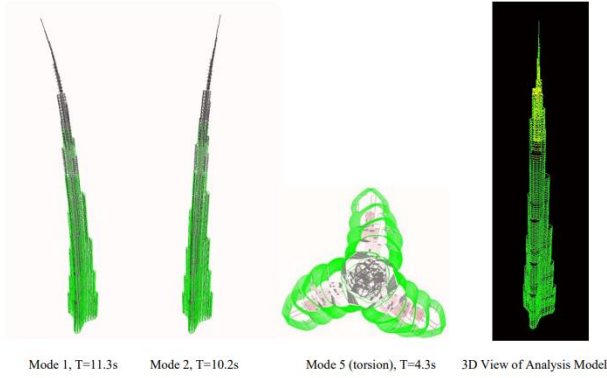 Mode 1, T=11.3s Mode 2, T=10.2s Mode 5 (torsion), T=4.3s 3D View of Analysis Model